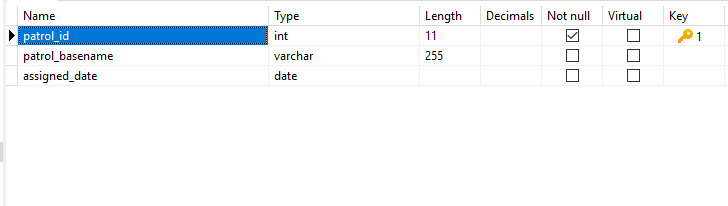 Name Type Length Decimals Not null Virtual Key
patrol_id int 11 1
patrol_basename varchar 255
assigned_date date